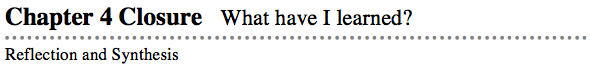 Chapter 4 Closure What have I learned?
Reflection and Synthesis